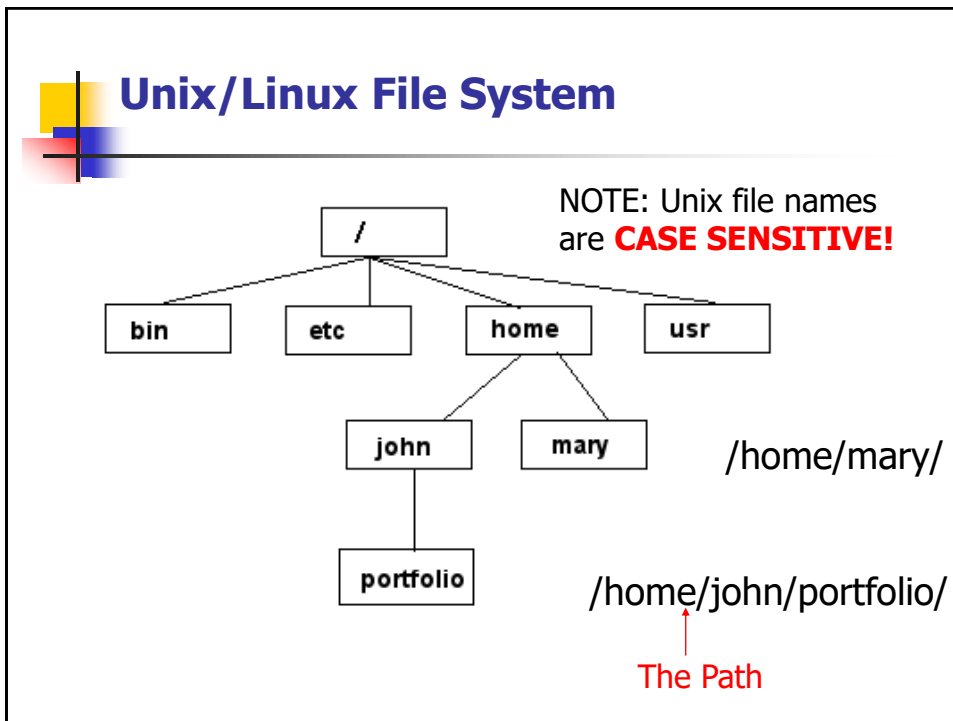 Unix/Linux File System
NOTE: Unix file names
are CASE SENSITIVE!
/
bin
etc
home
usr
john
mary
/home/mary/
portfolio
/home/john/portfolio/
The Path